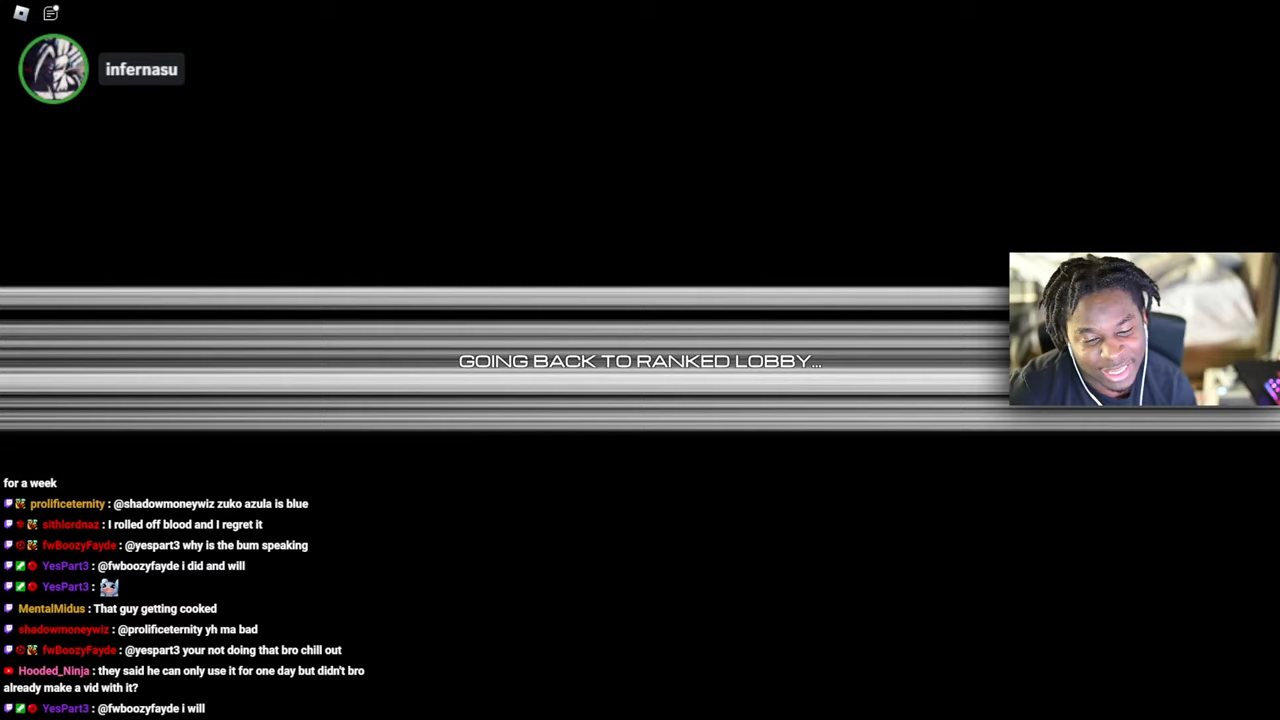 infernasu
GOING BACK TO RANKED LOBBY...
for a week
prolificeternity : @shadowmoneywiz zuko azula is blue
sithlordnaz : I rolled off blood and I regret it
fwBoozyFayde : @yespart3 why is the bum speaking
YesPart3 : @fwboozyfayde i did and will
YesPart3 :
MentalMidus : That guy getting cooked
shadowmoneywiz : @prolificeternity yh ma bad
fwBoozyFayde : @yespart3 your not doing that bro chill out
Hooded_Ninja : they said he can only use it for one day but didn't bro
already make a vid with it?
YesPart3 : @fwboozyfayde i will